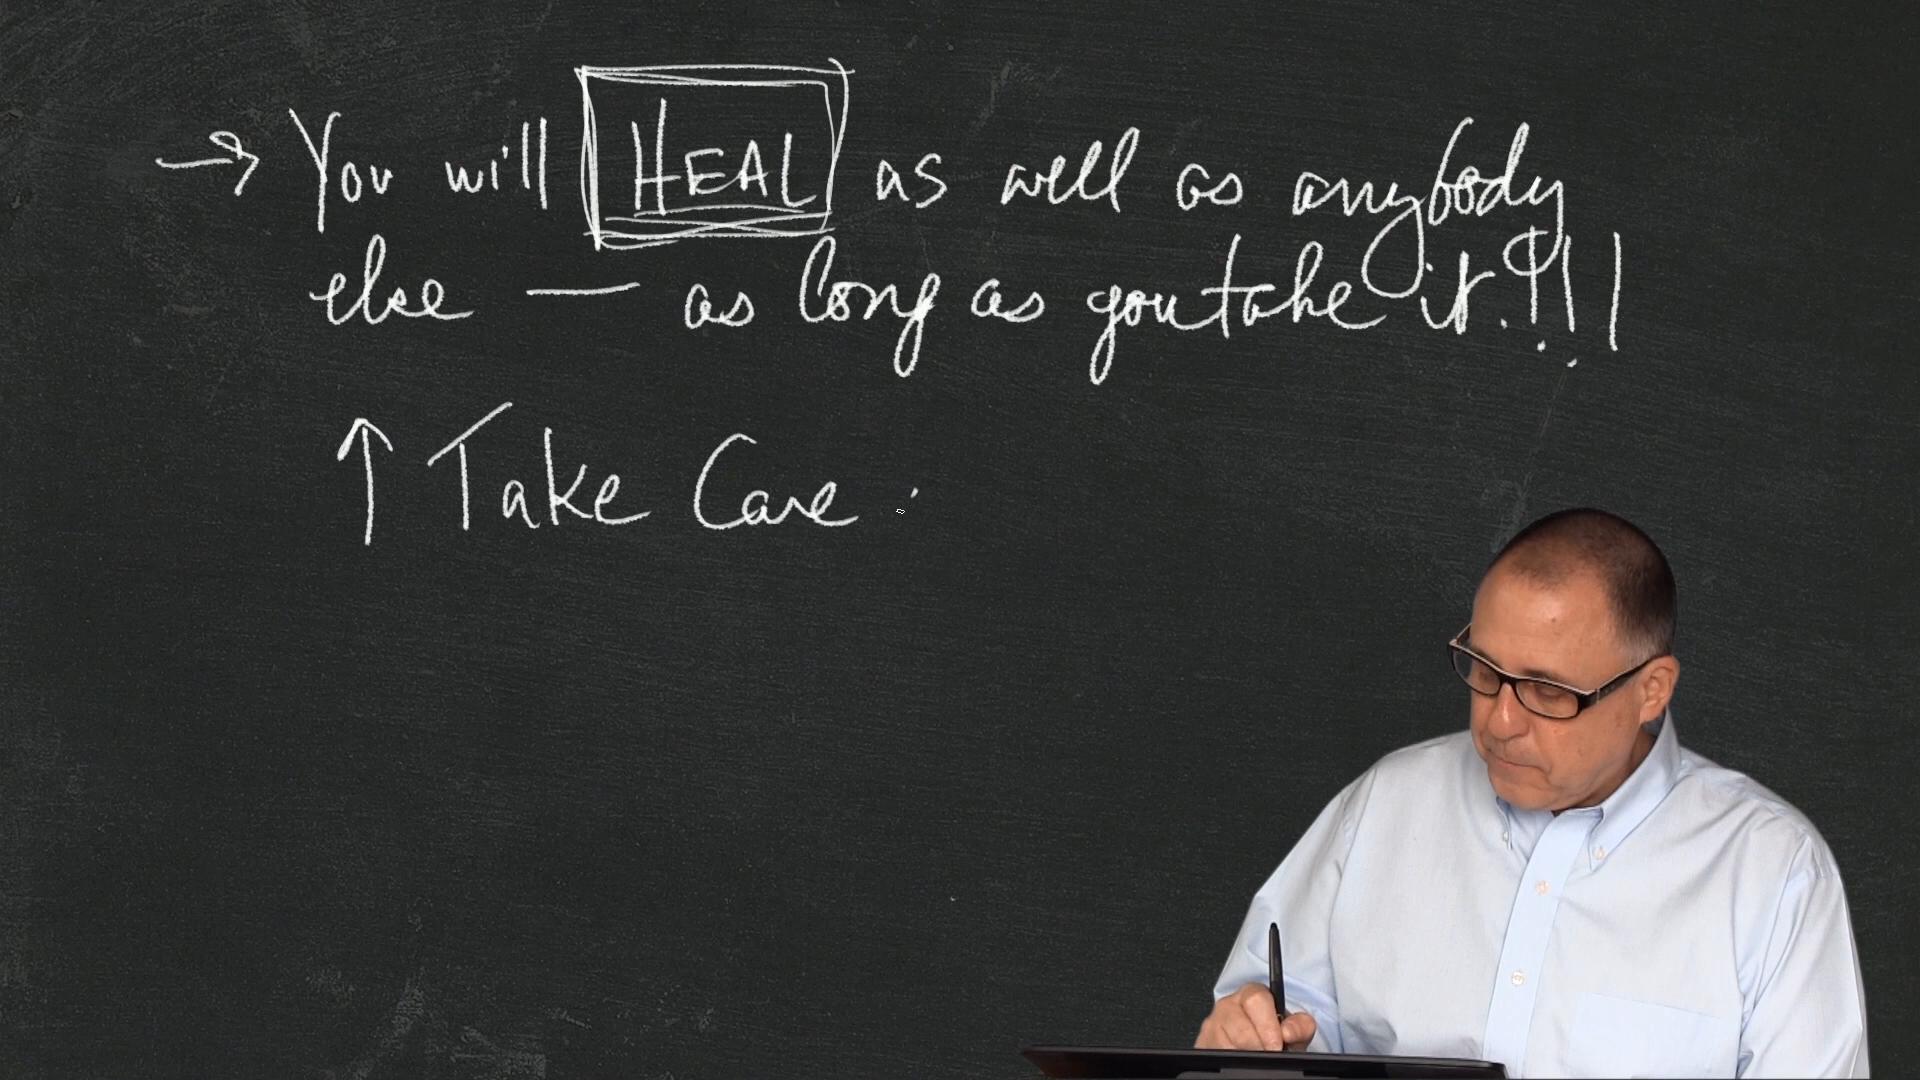 → You will HEAL as well as anybody
else — as long as you take it!!!
↑ Take Care :